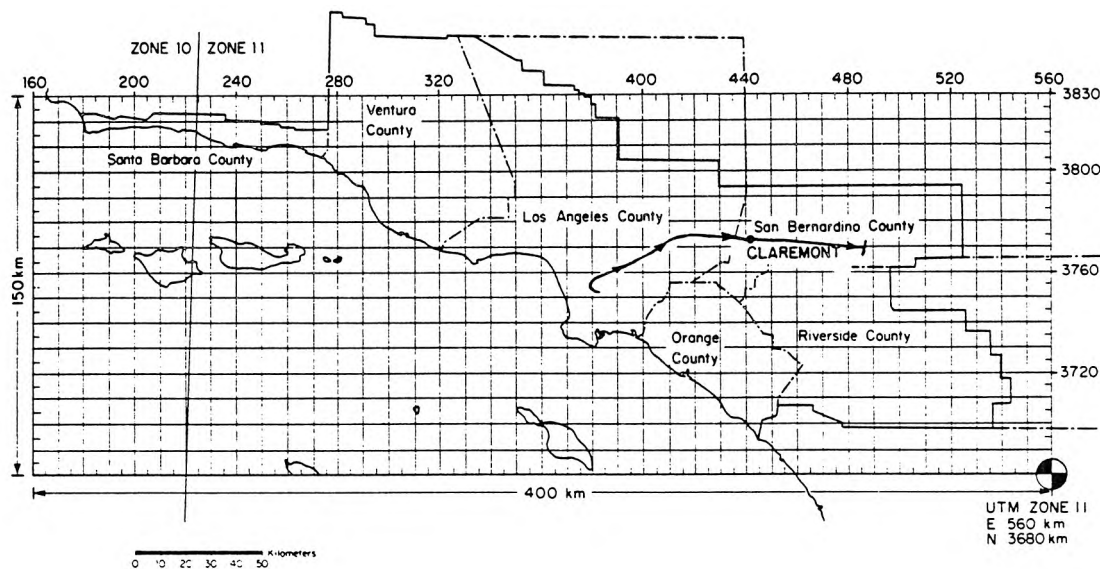 ZONE 10 ZONE 11
160 200 240 280 320 400 440 480 520 560
3830
Ventura
County
Santa Barbara County
3800
Los Angeles County
San Bernardino County
CLAREMONT
3760
150 km
Orange
County
Riverside County
3720
400 km
UTM ZONE 11
E 560 km
N 3680 km
Kilometers
0 10 20 30 40 50